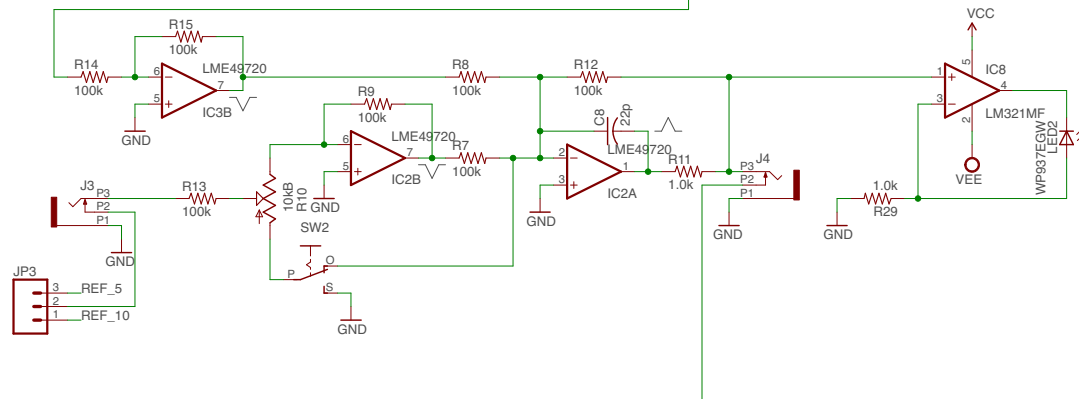 VCC
R15
100k
R14
100k
6
5
7
LME49720
IC3B
GND
R8
100k
R12
100k
1
3
5
4
2
IC8
LM321MF
VEE
WP937EGW
LED2
R9
100k
6
5
7
LME49720
IC2B
GND
R7
100k
C8
22p
LME49720
2
3
1
IC2A
GND
R11
1.0k
P3
P2
P1
J4
GND
1.0k
R29
GND
J3
P3
P2
P1
GND
R13
100k
10kB
R10
SW2
P
O
S
GND
JP3
3
2
1
REF_5
REF_10